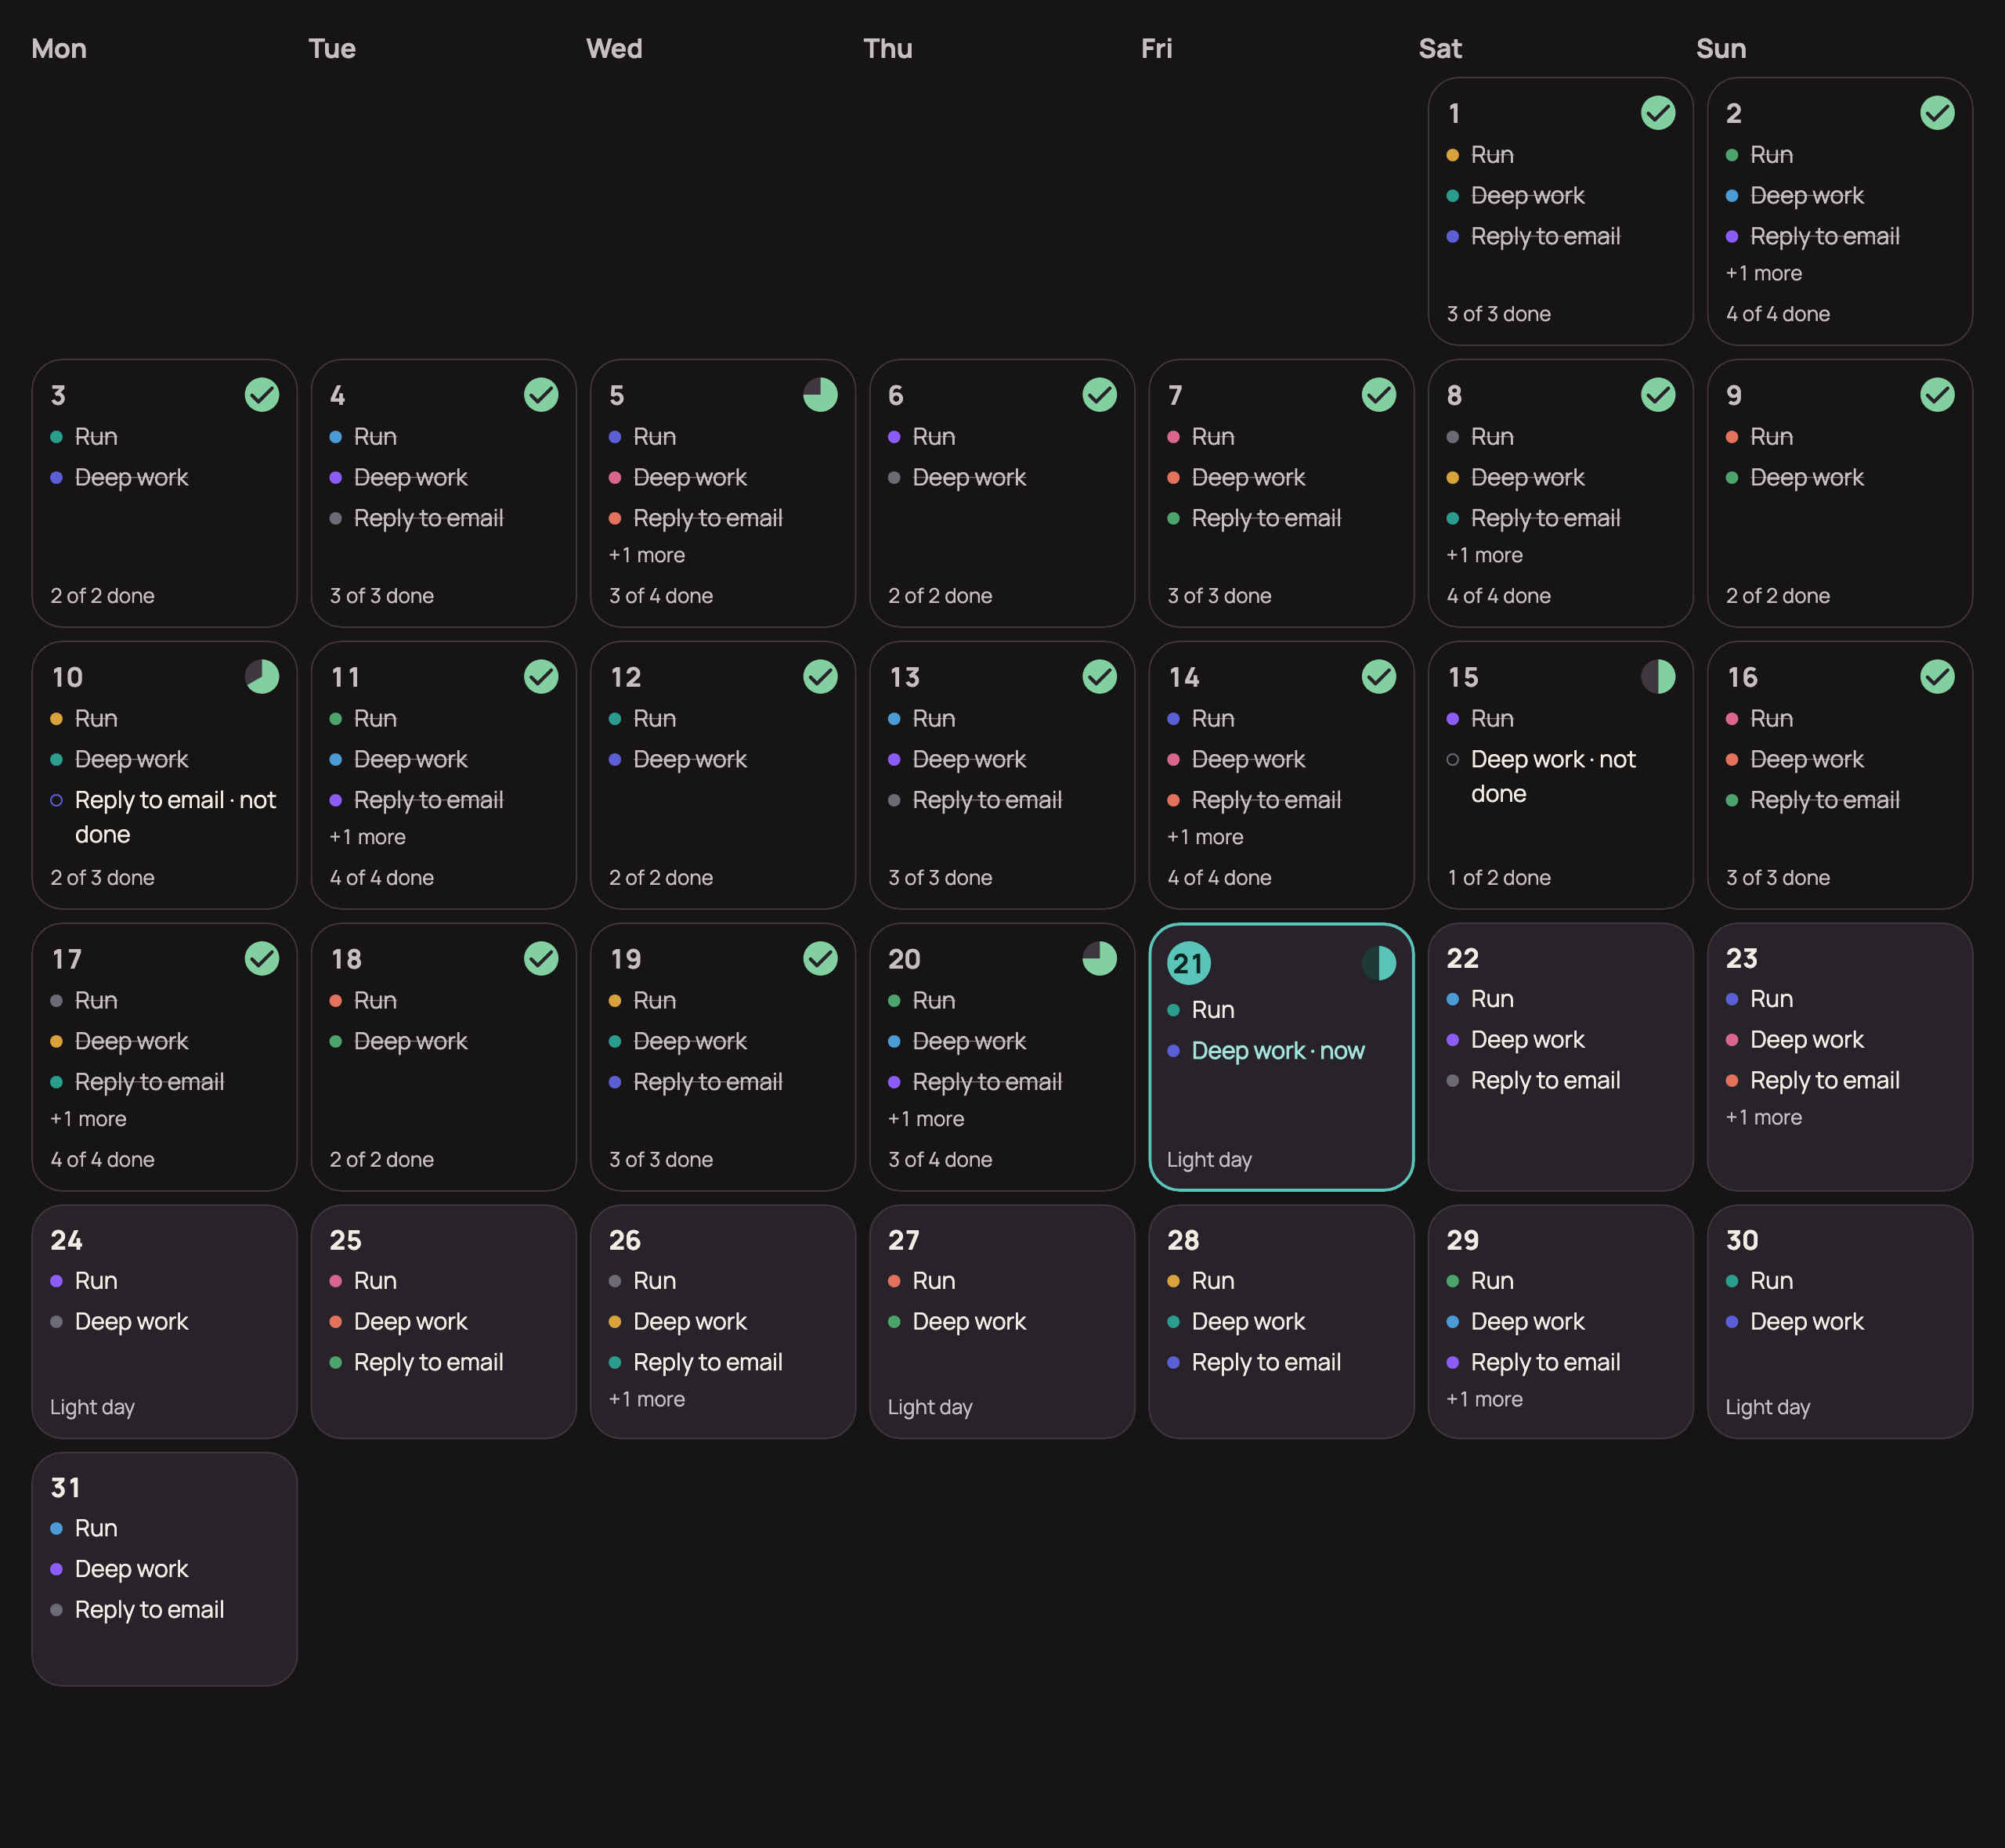 Mon Tue Wed Thu Fri Sat Sun
1
Run
Deep work
Reply to email
3 of 3 done
2
Run
Deep work
Reply to email
+1 more
4 of 4 done
3
Run
Deep work
2 of 2 done
4
Run
Deep work
Reply to email
3 of 3 done
5
Run
Deep work
Reply to email
+1 more
3 of 4 done
6
Run
Deep work
2 of 2 done
7
Run
Deep work
Reply to email
3 of 3 done
8
Run
Deep work
Reply to email
+1 more
4 of 4 done
9
Run
Deep work
2 of 2 done
10
Run
Deep work
Reply to email · not
done
2 of 3 done
11
Run
Deep work
Reply to email
+1 more
4 of 4 done
12
Run
Deep work
2 of 2 done
13
Run
Deep work
Reply to email
3 of 3 done
14
Run
Deep work
Reply to email
+1 more
4 of 4 done
15
Run
Deep work · not
done
1 of 2 done
16
Run
Deep work
Reply to email
3 of 3 done
17
Run
Deep work
Reply to email
+1 more
4 of 4 done
18
Run
Deep work
2 of 2 done
19
Run
Deep work
Reply to email
3 of 3 done
20
Run
Deep work
Reply to email
+1 more
3 of 4 done
21
Run
Deep work · now
Light day
22
Run
Deep work
Reply to email
23
Run
Deep work
Reply to email
+1 more
24
Run
Deep work
Light day
25
Run
Deep work
Reply to email
26
Run
Deep work
Reply to email
+1 more
27
Run
Deep work
Light day
28
Run
Deep work
Reply to email
29
Run
Deep work
Reply to email
+1 more
30
Run
Deep work
Light day
31
Run
Deep work
Reply to email